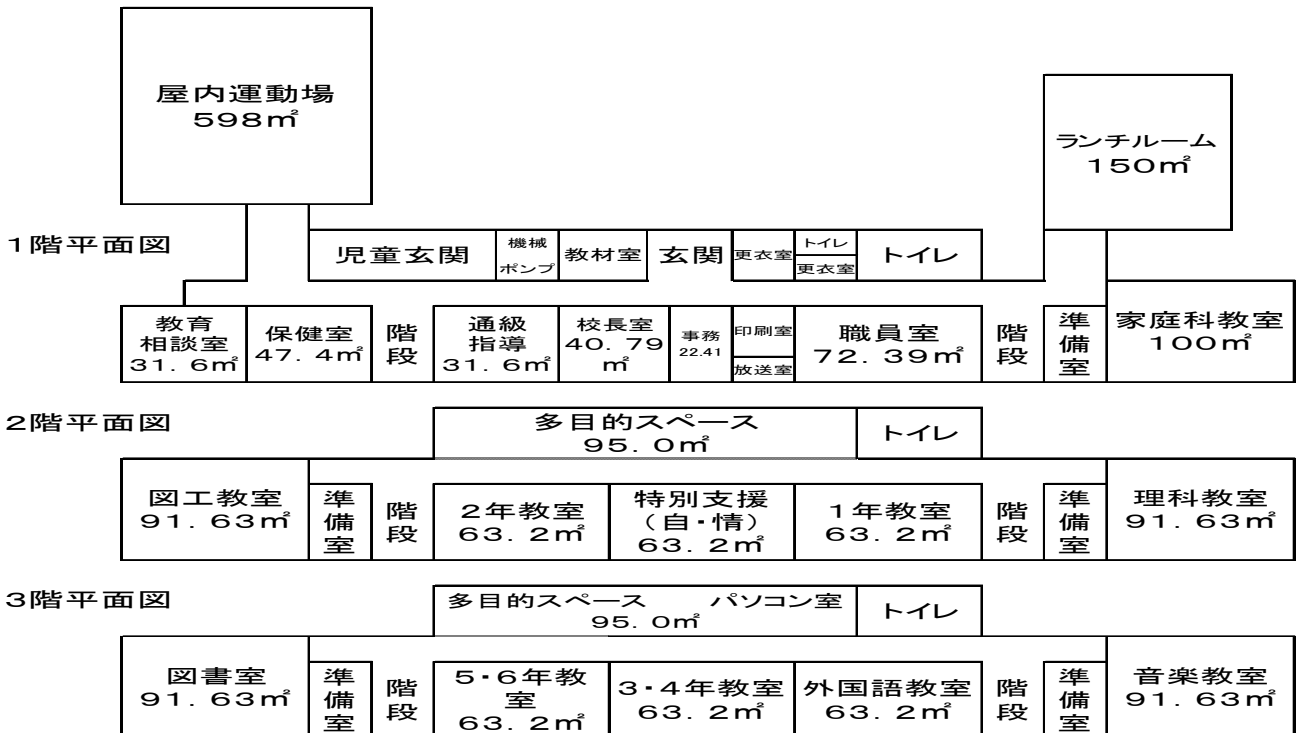 屋内運動場
598㎡
ランチルーム
150㎡
1階平面図
児童玄関
機械
ポンプ
教材室
玄関
更衣室
トイレ
更衣室
トイレ
教育
相談室
31.6㎡
保健室
47.4㎡
階
段
通級
指導
31.6㎡
校長室
40.79
㎡
事務
22.41
印刷室
放送室
職員室
72.39㎡
階
段
準
備
室
家庭科教室
100㎡
2階平面図
多目的スペース
95.0㎡
トイレ
図工教室
91.63㎡
準
備
室
階
段
2年教室
63.2㎡
特別支援
(自・情)
63.2㎡
1年教室
63.2㎡
階
段
準
備
室
理科教室
91.63㎡
3階平面図
多目的スペース　パソコン室
95.0㎡
トイレ
図書室
91.63㎡
準
備
室
階
段
5・6年教
室
63.2㎡
3・4年教室
63.2㎡
外国語教室
63.2㎡
階
段
準
備
室
音楽教室
91.63㎡